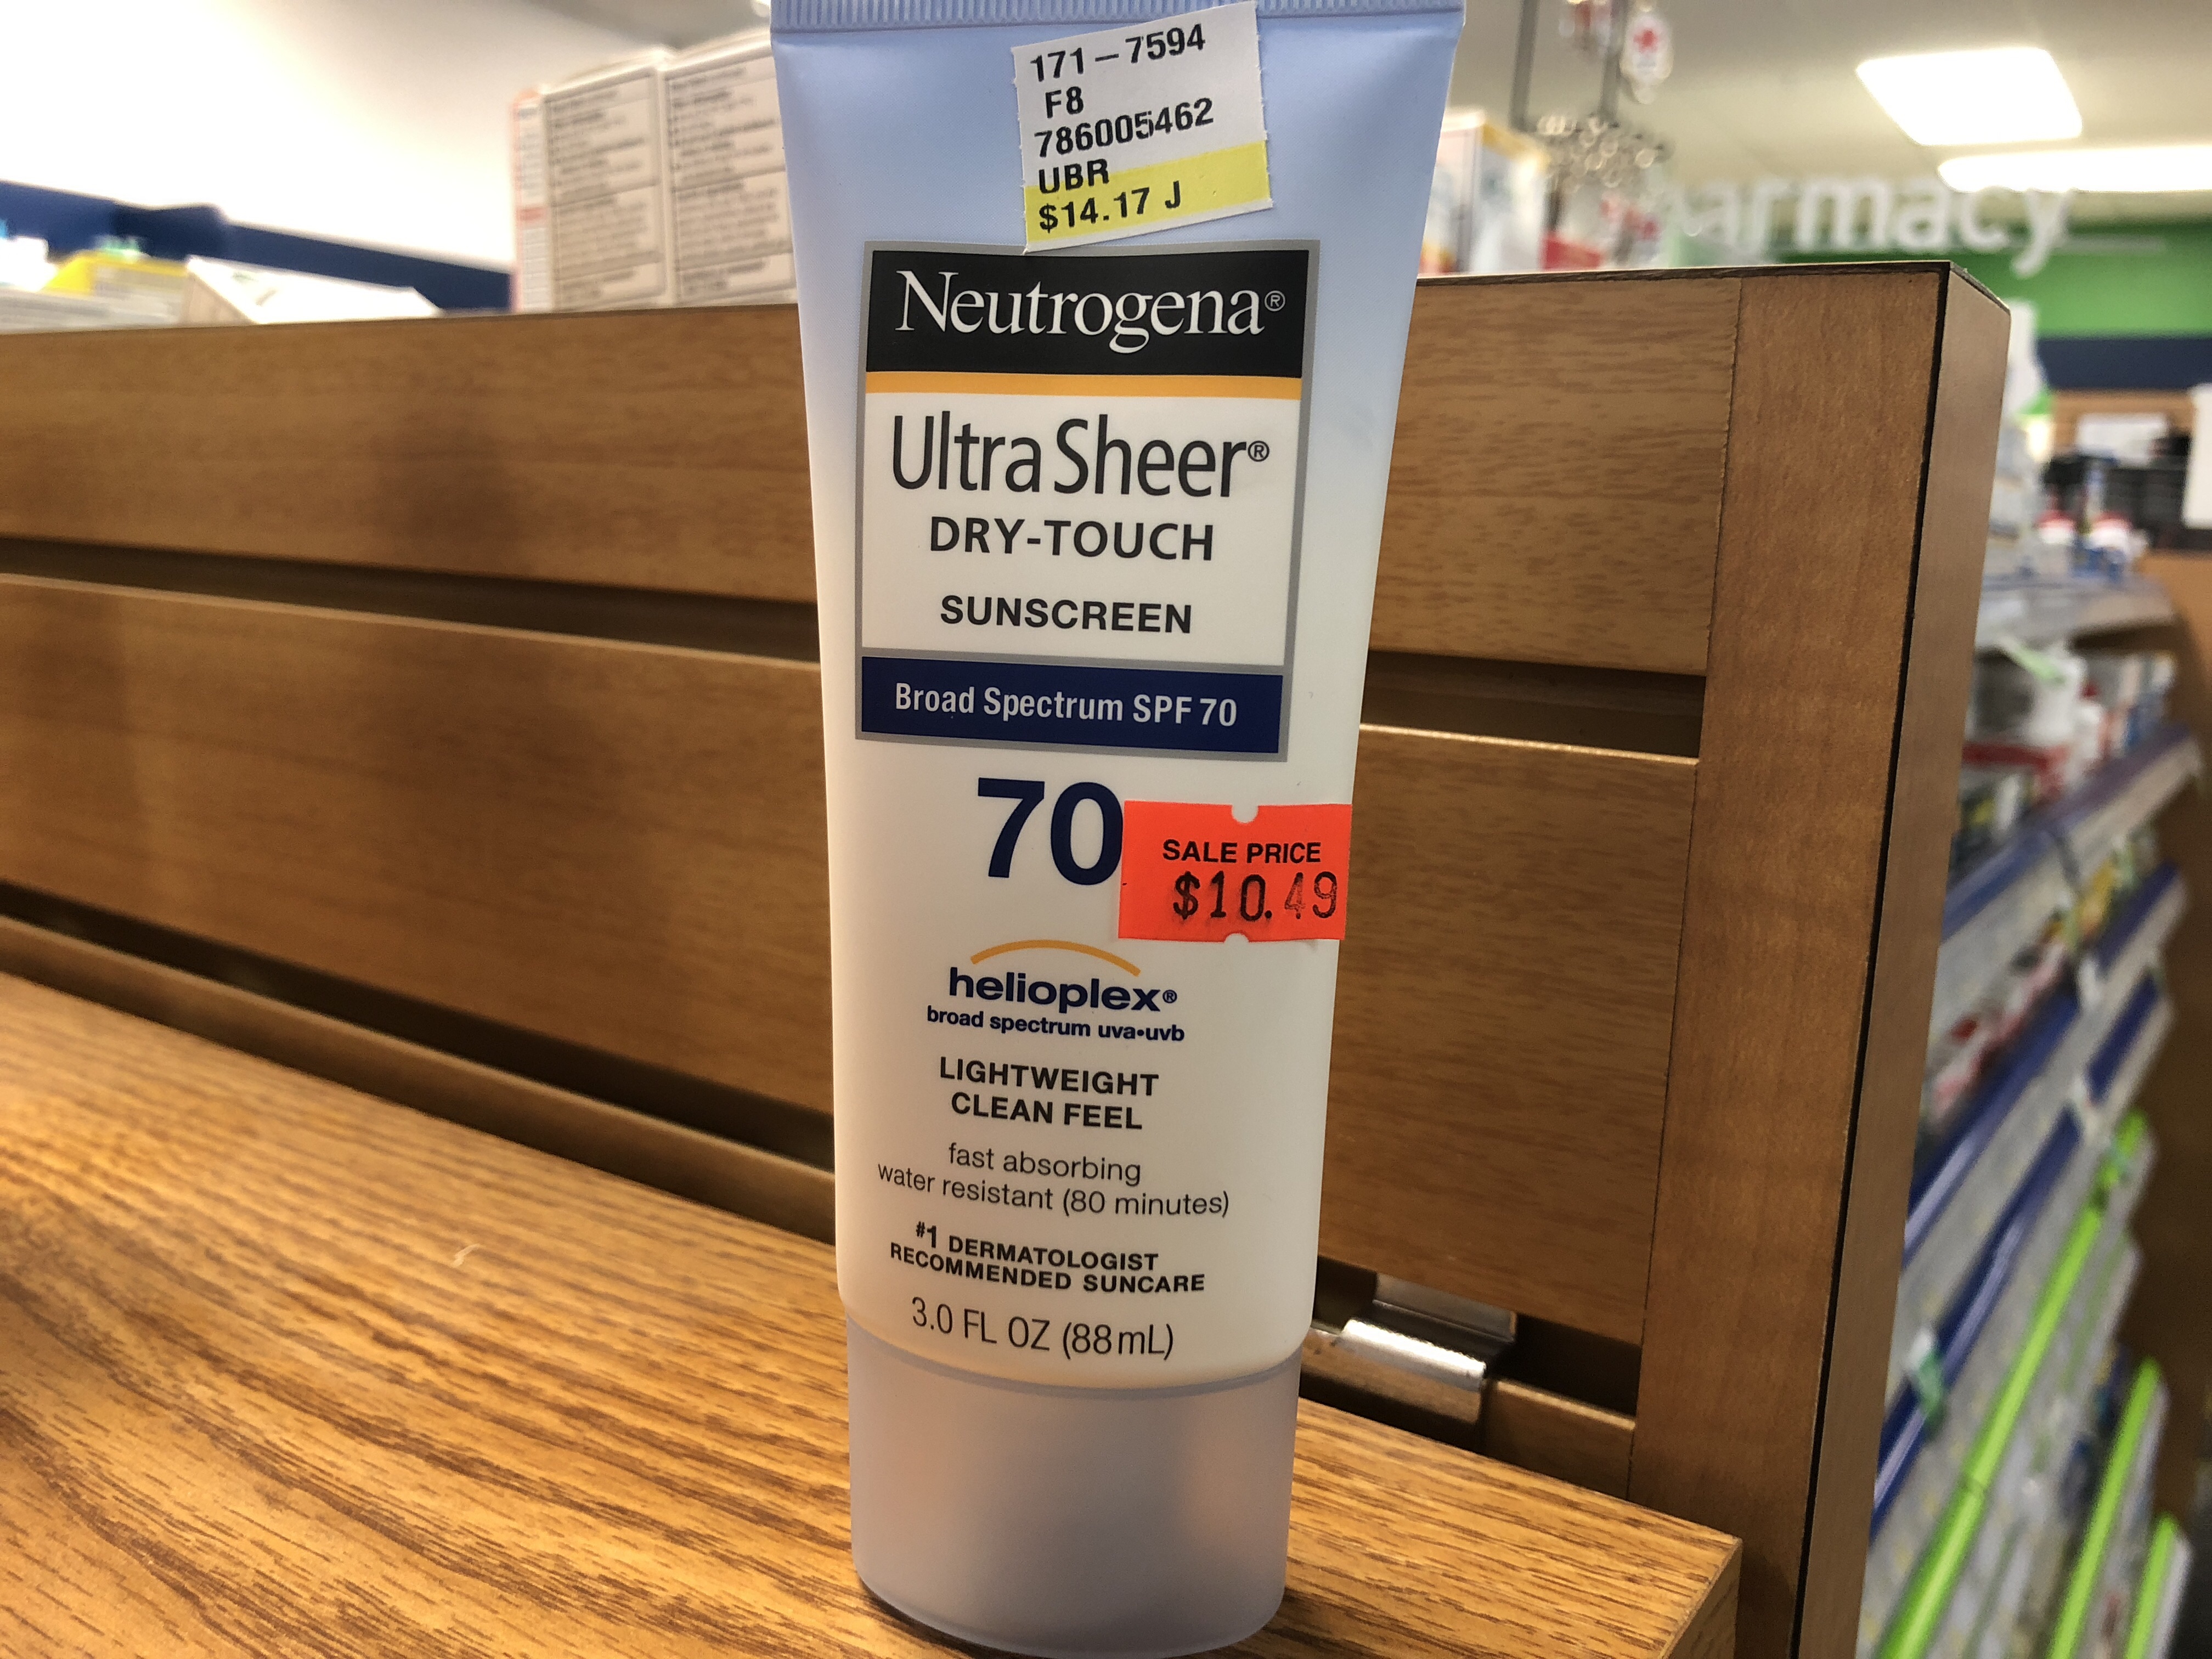 171-7594
F8
786005462
UBR
$14.17 J
Neutrogena®
Ultra Sheer®
DRY-TOUCH
SUNSCREEN
Broad Spectrum SPF 70
70
SALE PRICE
$10.49
helioplex®
broad spectrum uva•uvb
LIGHTWEIGHT
CLEAN FEEL
fast absorbing
water resistant (80 minutes)
#1 DERMATOLOGIST
RECOMMENDED SUNCARE
3.0 FL OZ (88mL)
armacy